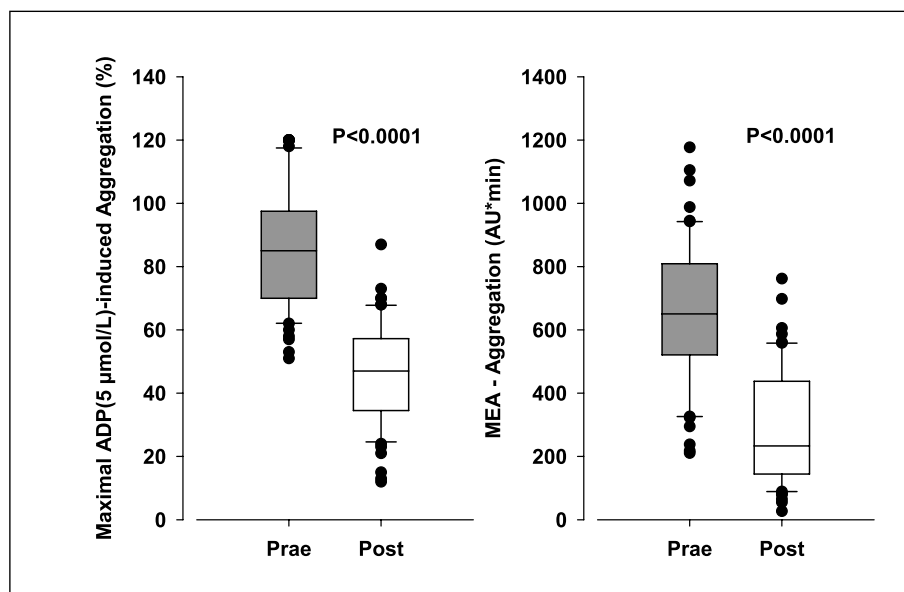 Maximal ADP(5 µmol/L)-induced Aggregation (%)
140
120
100
80
60
40
20
0
P<0.0001
Prae
Post
MEA - Aggregation (AU*min)
1400
1200
1000
800
600
400
200
0
P<0.0001
Prae
Post